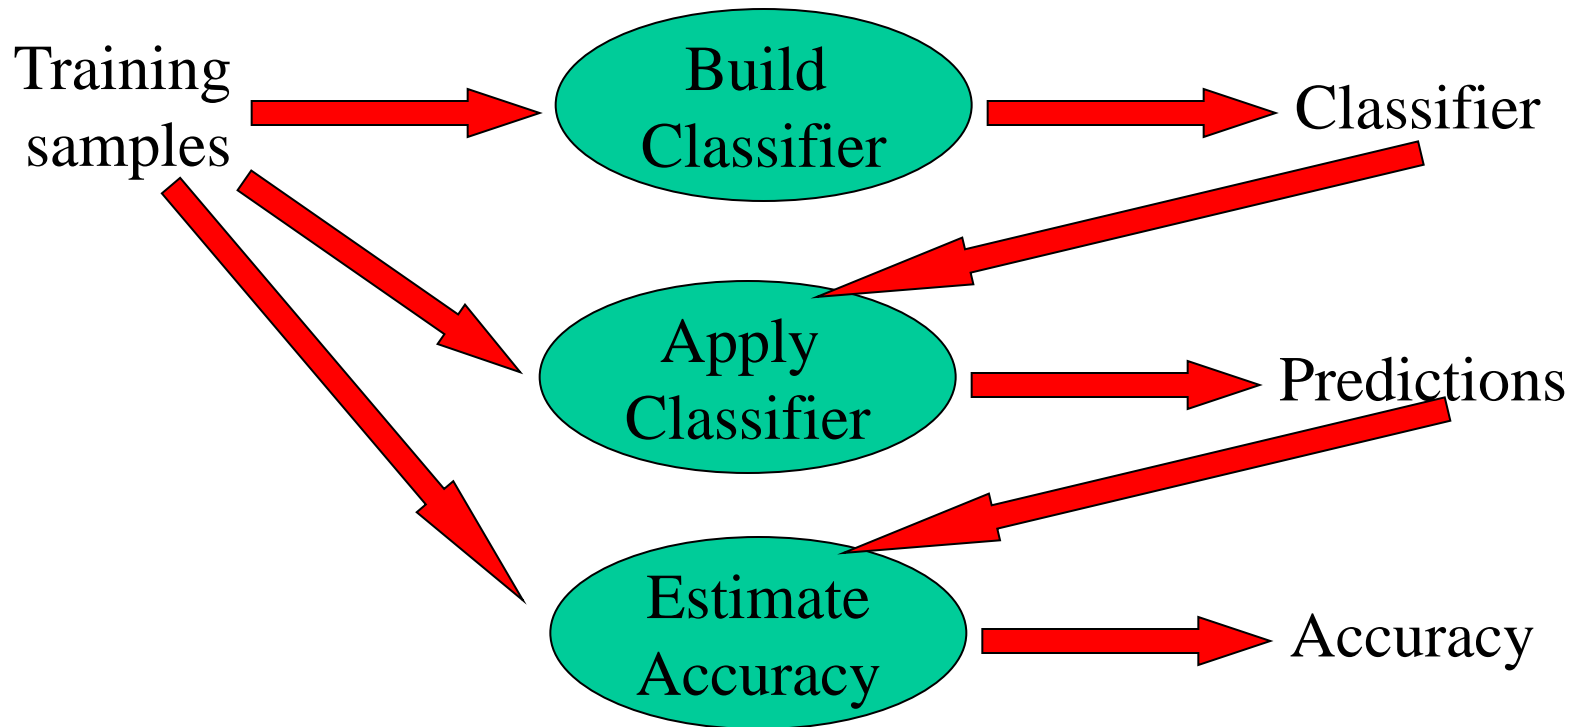 Training
samples
Build
Classifier
Classifier
Apply
Classifier
Predictions
Estimate
Accuracy
Accuracy